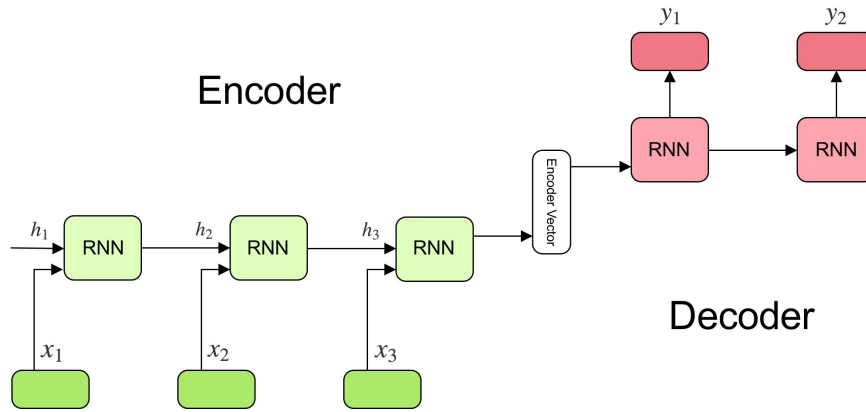 y₁
y₂
Encoder
RNN
RNN
Encoder Vector
h₁
h₂
h₃
RNN
RNN
RNN
Decoder
x₁
x₂
x₃